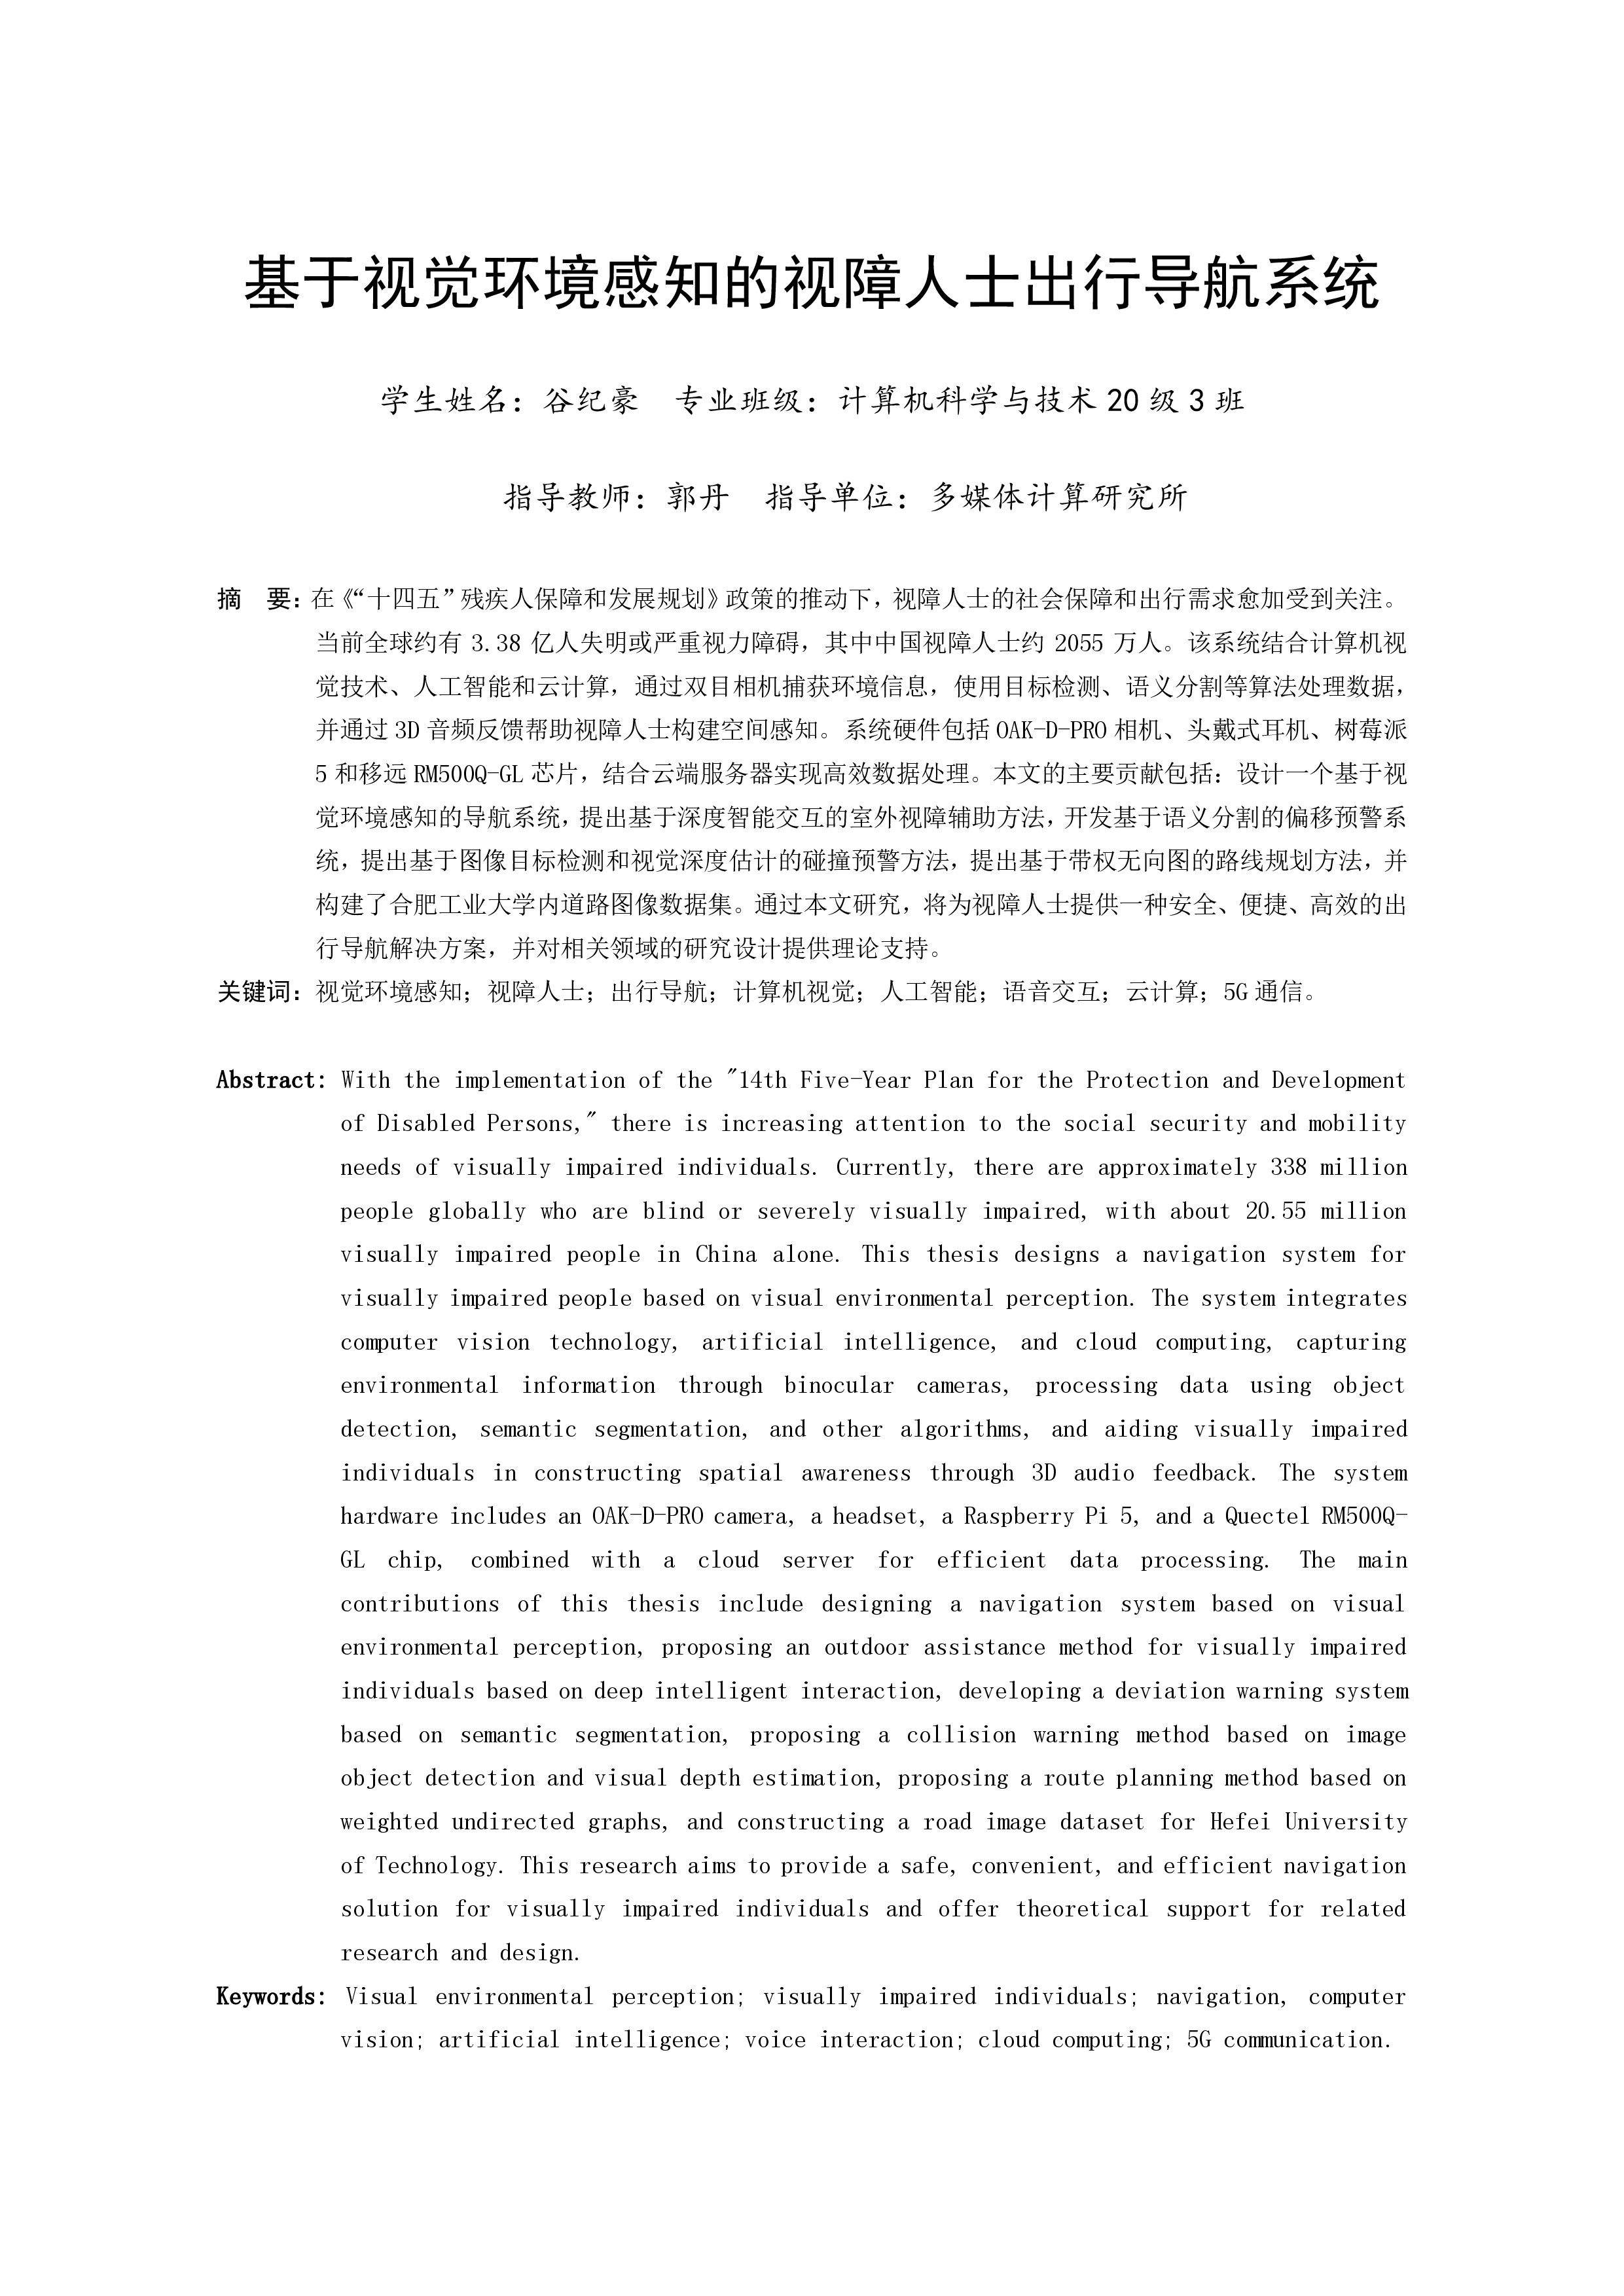 基于视觉环境感知的视障人士出行导航系统
学生姓名：谷纪豪　专业班级：计算机科学与技术 20 级 3 班
指导教师：郭丹　指导单位：多媒体计算研究所
摘　要：在《“十四五”残疾人保障和发展规划》政策的推动下，视障人士的社会保障和出行需求愈加受到关注。
当前全球约有 3.38 亿人失明或严重视力障碍，其中中国视障人士约 2055 万人。该系统结合计算机视
觉技术、人工智能和云计算，通过双目相机捕获环境信息，使用目标检测、语义分割等算法处理数据，
并通过 3D 音频反馈帮助视障人士构建空间感知。系统硬件包括 OAK-D-PRO 相机、头戴式耳机、树莓派
5 和移远 RM500Q-GL 芯片，结合云端服务器实现高效数据处理。本文的主要贡献包括：设计一个基于视
觉环境感知的导航系统，提出基于深度智能交互的室外视障辅助方法，开发基于语义分割的偏移预警系
统，提出基于图像目标检测和视觉深度估计的碰撞预警方法，提出基于带权无向图的路线规划方法，并
构建了合肥工业大学内道路图像数据集。通过本文研究，将为视障人士提供一种安全、便捷、高效的出
行导航解决方案，并对相关领域的研究设计提供理论支持。
关键词：视觉环境感知；视障人士；出行导航；计算机视觉；人工智能；语音交互；云计算；5G 通信。
Abstract: With the implementation of the "14th Five-Year Plan for the Protection and Development
of Disabled Persons," there is increasing attention to the social security and mobility
needs of visually impaired individuals. Currently, there are approximately 338 million
people globally who are blind or severely visually impaired, with about 20.55 million
visually impaired people in China alone. This thesis designs a navigation system for
visually impaired people based on visual environmental perception. The system integrates
computer vision technology, artificial intelligence, and cloud computing, capturing
environmental information through binocular cameras, processing data using object
detection, semantic segmentation, and other algorithms, and aiding visually impaired
individuals in constructing spatial awareness through 3D audio feedback. The system
hardware includes an OAK-D-PRO camera, a headset, a Raspberry Pi 5, and a Quectel RM500Q-
GL chip, combined with a cloud server for efficient data processing. The main
contributions of this thesis include designing a navigation system based on visual
environmental perception, proposing an outdoor assistance method for visually impaired
individuals based on deep intelligent interaction, developing a deviation warning system
based on semantic segmentation, proposing a collision warning method based on image
object detection and visual depth estimation, proposing a route planning method based on
weighted undirected graphs, and constructing a road image dataset for Hefei University
of Technology. This research aims to provide a safe, convenient, and efficient navigation
solution for visually impaired individuals and offer theoretical support for related
research and design.
Keywords: Visual environmental perception; visually impaired individuals; navigation, computer
vision; artificial intelligence; voice interaction; cloud computing; 5G communication.